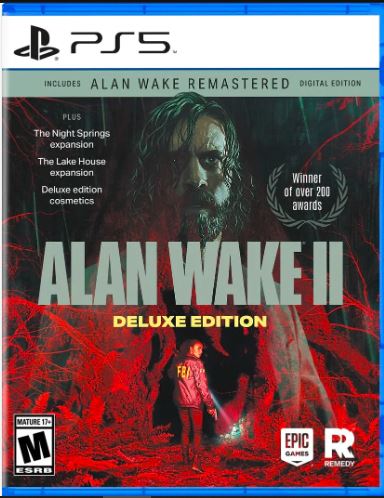 PS5
INCLUDES ALAN WAKE REMASTERED DIGITAL EDITION
PLUS
The Night Springs
expansion
The Lake House
expansion
Deluxe edition
cosmetics
Winner
of over 200
awards
ALAN WAKE II
DELUXE EDITION
FBI
MATURE 17+
M
ESRB
EPIC
GAMES
R
REMEDY